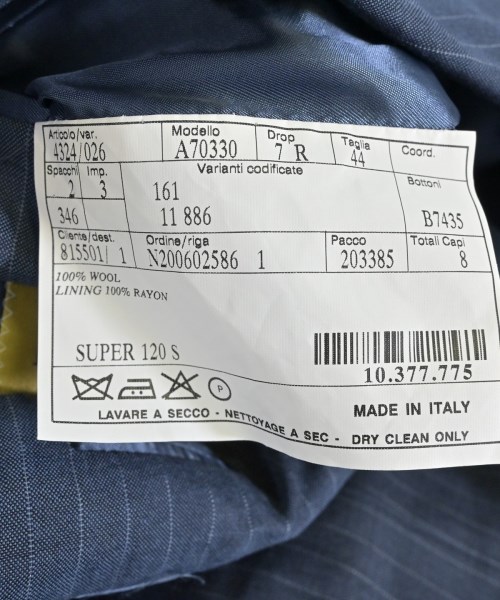 Articolo/var. Modello Drop Taglia Coord.
4324/026 A70330 7 R 44
Spacchi Imp. Varianti codificate Bottoni
2 3 161
346 11 886 B7435
Cliente/dest. Ordine/riga Pacco Totali Capi
815501/ 1 N200602586 1 203385 8
100% WOOL
LINING 100% RAYON
SUPER 120 S
10.377.775
P
MADE IN ITALY
LAVARE A SECCO - NETTOYAGE A SEC - DRY CLEAN ONLY